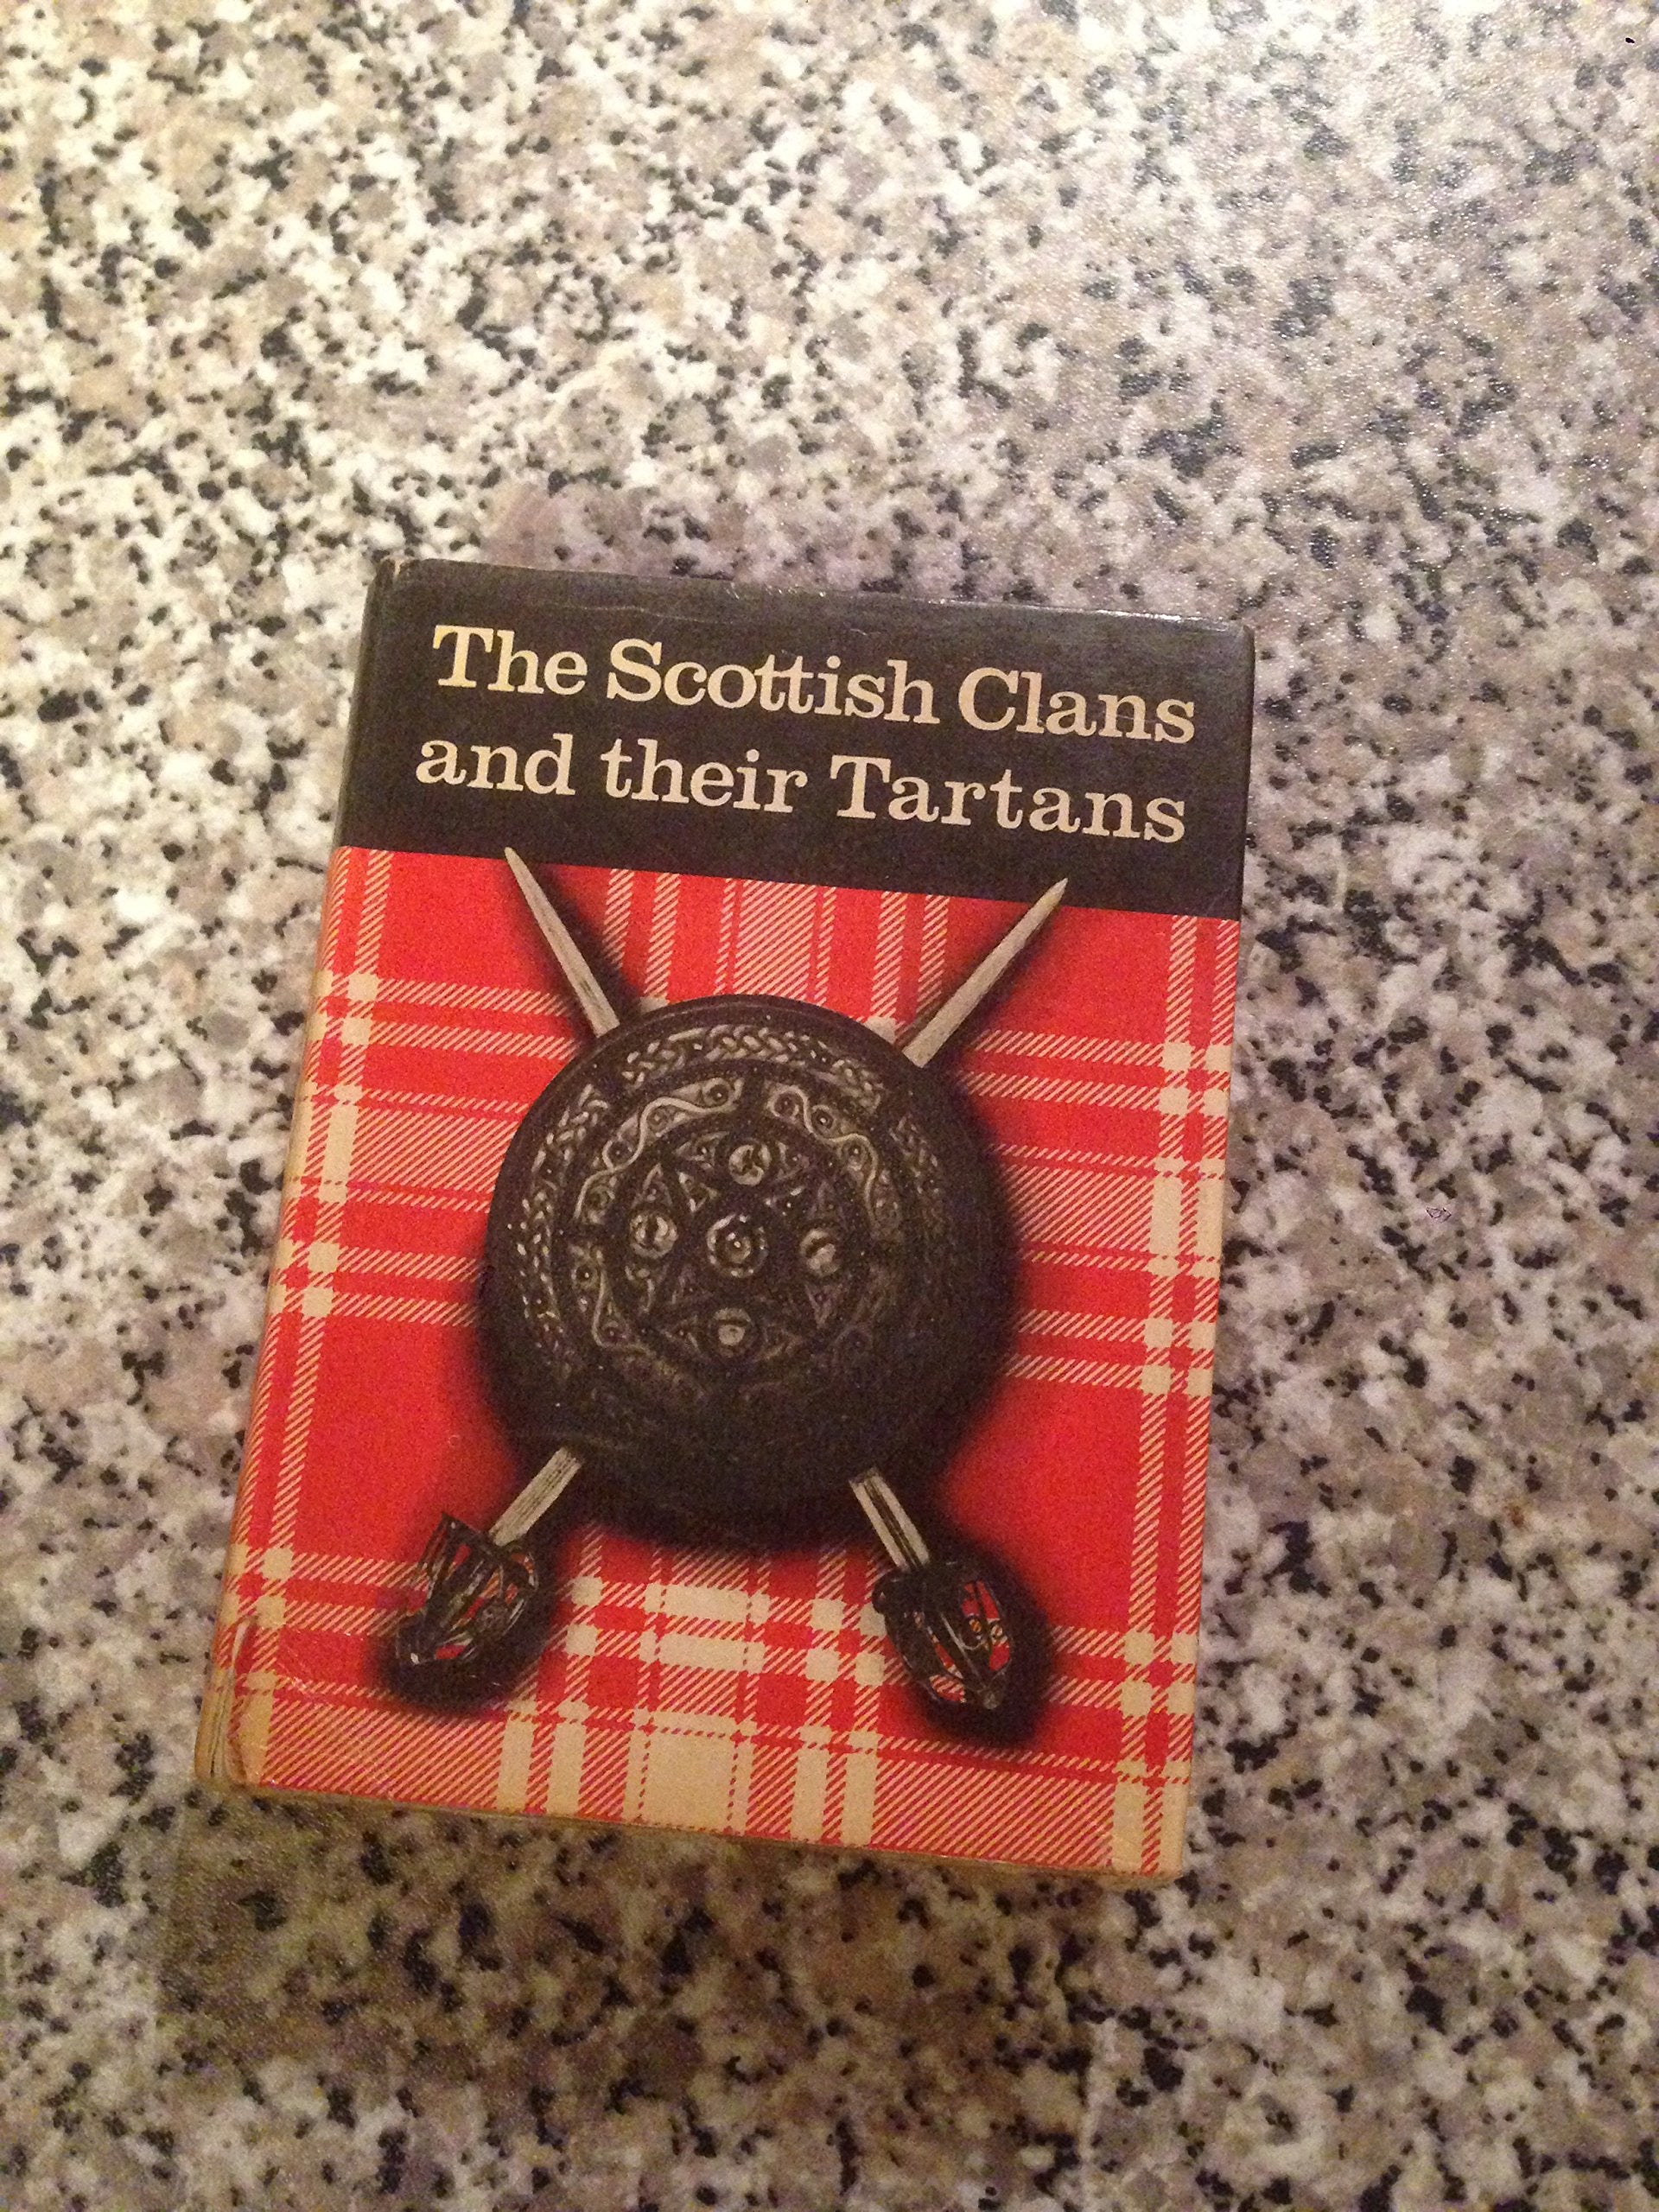 The Scottish Clans
and their Tartans